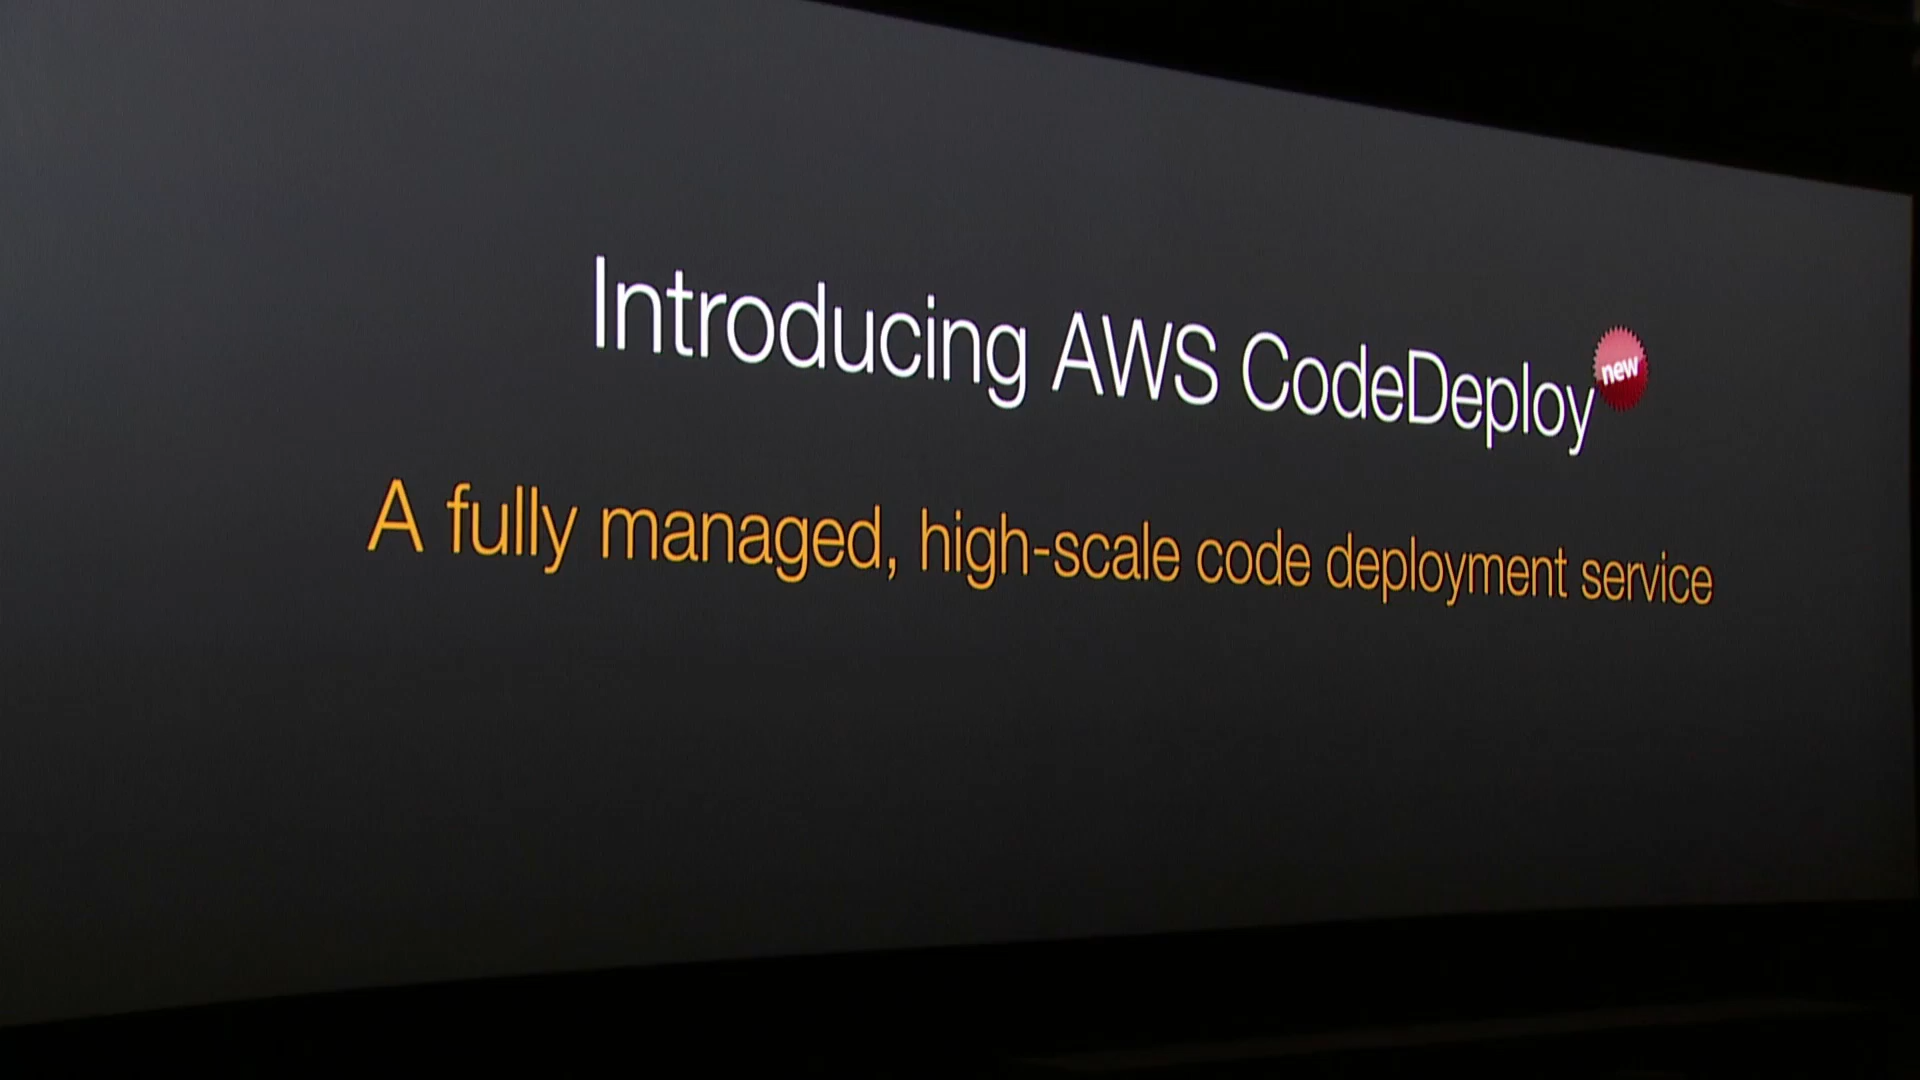 Introducing AWS CodeDeploy new
A fully managed, high-scale code deployment service